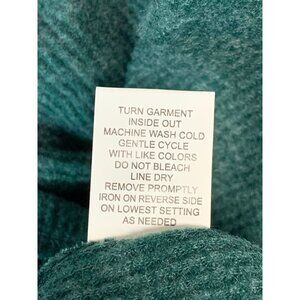 TURN GARMENT
INSIDE OUT
MACHINE WASH COLD
GENTLE CYCLE
WITH LIKE COLORS
DO NOT BLEACH
LINE DRY
REMOVE PROMPTLY
IRON ON REVERSE SIDE
ON LOWEST SETTING
AS NEEDED